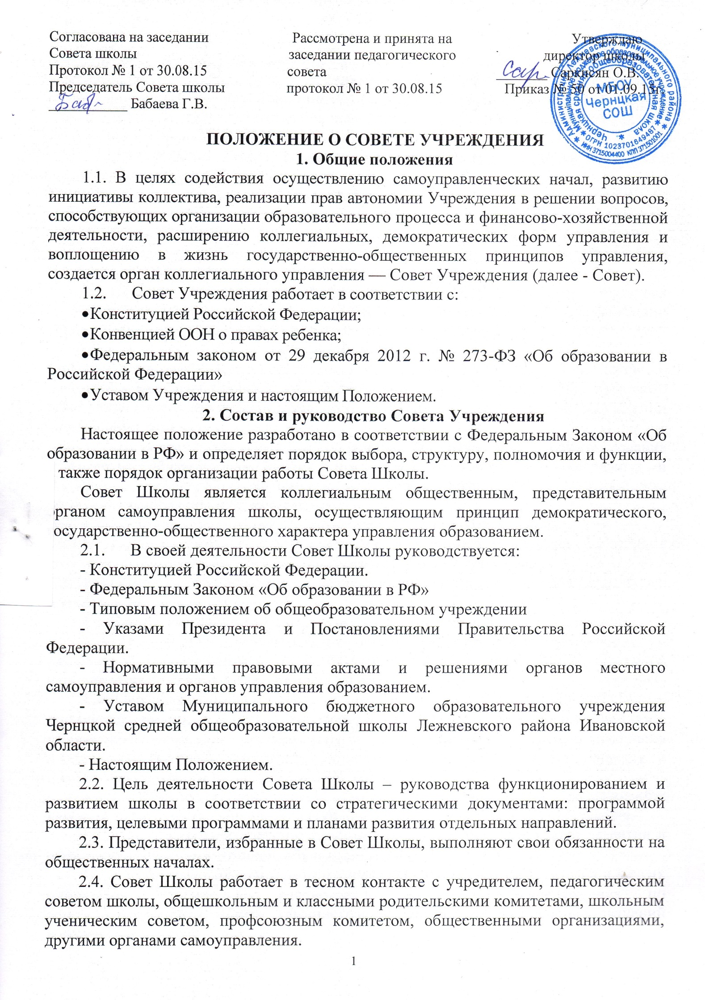 Согласована на заседании
Совета школы
Протокол № 1 от 30.08.15
Председатель Совета школы
Бабаева Г.В.
Рассмотрена и принята на
заседании педагогического
совета
протокол № 1 от 30.08.15
Утверждаю
директор школы
Саркисян О.В.
Приказ № 50 от 01.09.15г.
Администрация Лежневского муниципального района
Муниципальное бюджетное общеобразовательное учреждение
Чернцкая средняя общеобразовательная школа
ОГРН 1023701649487
ИНН 3715004400 КПП 371501001
МБОУ
Чернцкая
СОШ
ПОЛОЖЕНИЕ О СОВЕТЕ УЧРЕЖДЕНИЯ
1. Общие положения
1.1. В целях содействия осуществлению самоуправленческих начал, развитию
инициативы коллектива, реализации прав автономии Учреждения в решении вопросов,
способствующих организации образовательного процесса и финансово-хозяйственной
деятельности, расширению коллегиальных, демократических форм управления и
воплощению в жизнь государственно-общественных принципов управления,
создается орган коллегиального управления — Совет Учреждения (далее - Совет).
1.2. Совет Учреждения работает в соответствии с:
•Конституцией Российской Федерации;
•Конвенцией ООН о правах ребенка;
•Федеральным законом от 29 декабря 2012 г. № 273-ФЗ «Об образовании в
Российской Федерации»
•Уставом Учреждения и настоящим Положением.
2. Состав и руководство Совета Учреждения
Настоящее положение разработано в соответствии с Федеральным Законом «Об
образовании в РФ» и определяет порядок выбора, структуру, полномочия и функции,
также порядок организации работы Совета Школы.
Совет Школы является коллегиальным общественным, представительным
рганом самоуправления школы, осуществляющим принцип демократического,
осударственно-общественного характера управления образованием.
2.1. В своей деятельности Совет Школы руководствуется:
- Конституцией Российской Федерации.
- Федеральным Законом «Об образовании в РФ»
- Типовым положением об общеобразовательном учреждении
- Указами Президента и Постановлениями Правительства Российской
Федерации.
- Нормативными правовыми актами и решениями органов местного
самоуправления и органов управления образованием.
- Уставом Муниципального бюджетного образовательного учреждения
Чернцкой средней общеобразовательной школы Лежневского района Ивановской
области.
- Настоящим Положением.
2.2. Цель деятельности Совета Школы – руководства функционированием и
развитием школы в соответствии со стратегическими документами: программой
развития, целевыми программами и планами развития отдельных направлений.
2.3. Представители, избранные в Совет Школы, выполняют свои обязанности на
общественных началах.
2.4. Совет Школы работает в тесном контакте с учредителем, педагогическим
советом школы, общешкольным и классными родительскими комитетами, школьным
ученическим советом, профсоюзным комитетом, общественными организациями,
другими органами самоуправления.
1